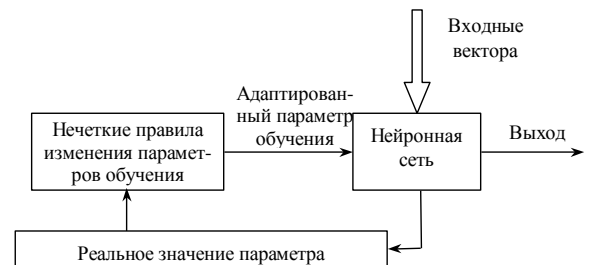 Входные
вектора
Адаптирован-
ный параметр
обучения
Нечеткие правила
изменения парамет-
ров обучения
Нейронная
сеть
Выход
Реальное значение параметра